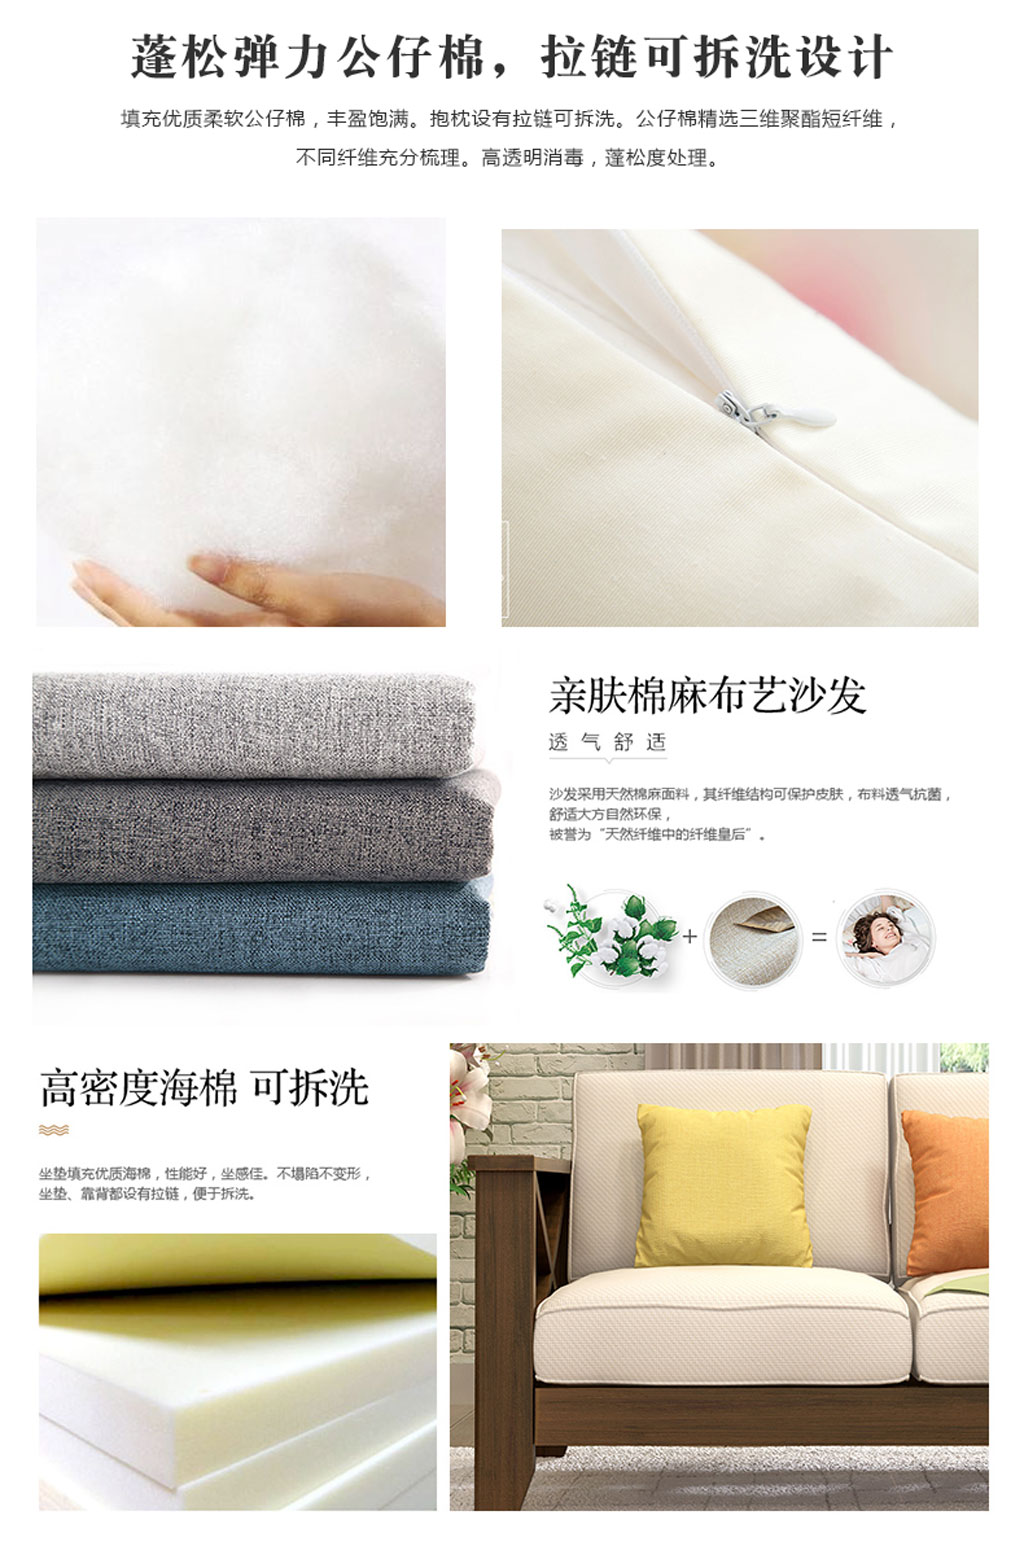 蓬松弹力公仔棉，拉链可拆洗设计
填充优质柔软公仔棉，丰盈饱满。抱枕设有拉链可拆洗。公仔棉精选三维聚酯短纤维，
不同纤维充分梳理。高透明消毒，蓬松度处理。
亲肤棉麻布艺沙发
透气舒适
沙发采用天然棉麻面料，其纤维结构可保护皮肤，布料透气抗菌，
舒适大方自然环保，
被誉为“天然纤维中的纤维皇后”。
+ =
高密度海棉 可拆洗
坐垫填充优质海棉，性能好，坐感佳。不塌陷不变形，
坐垫、靠背都设有拉链，便于拆洗。